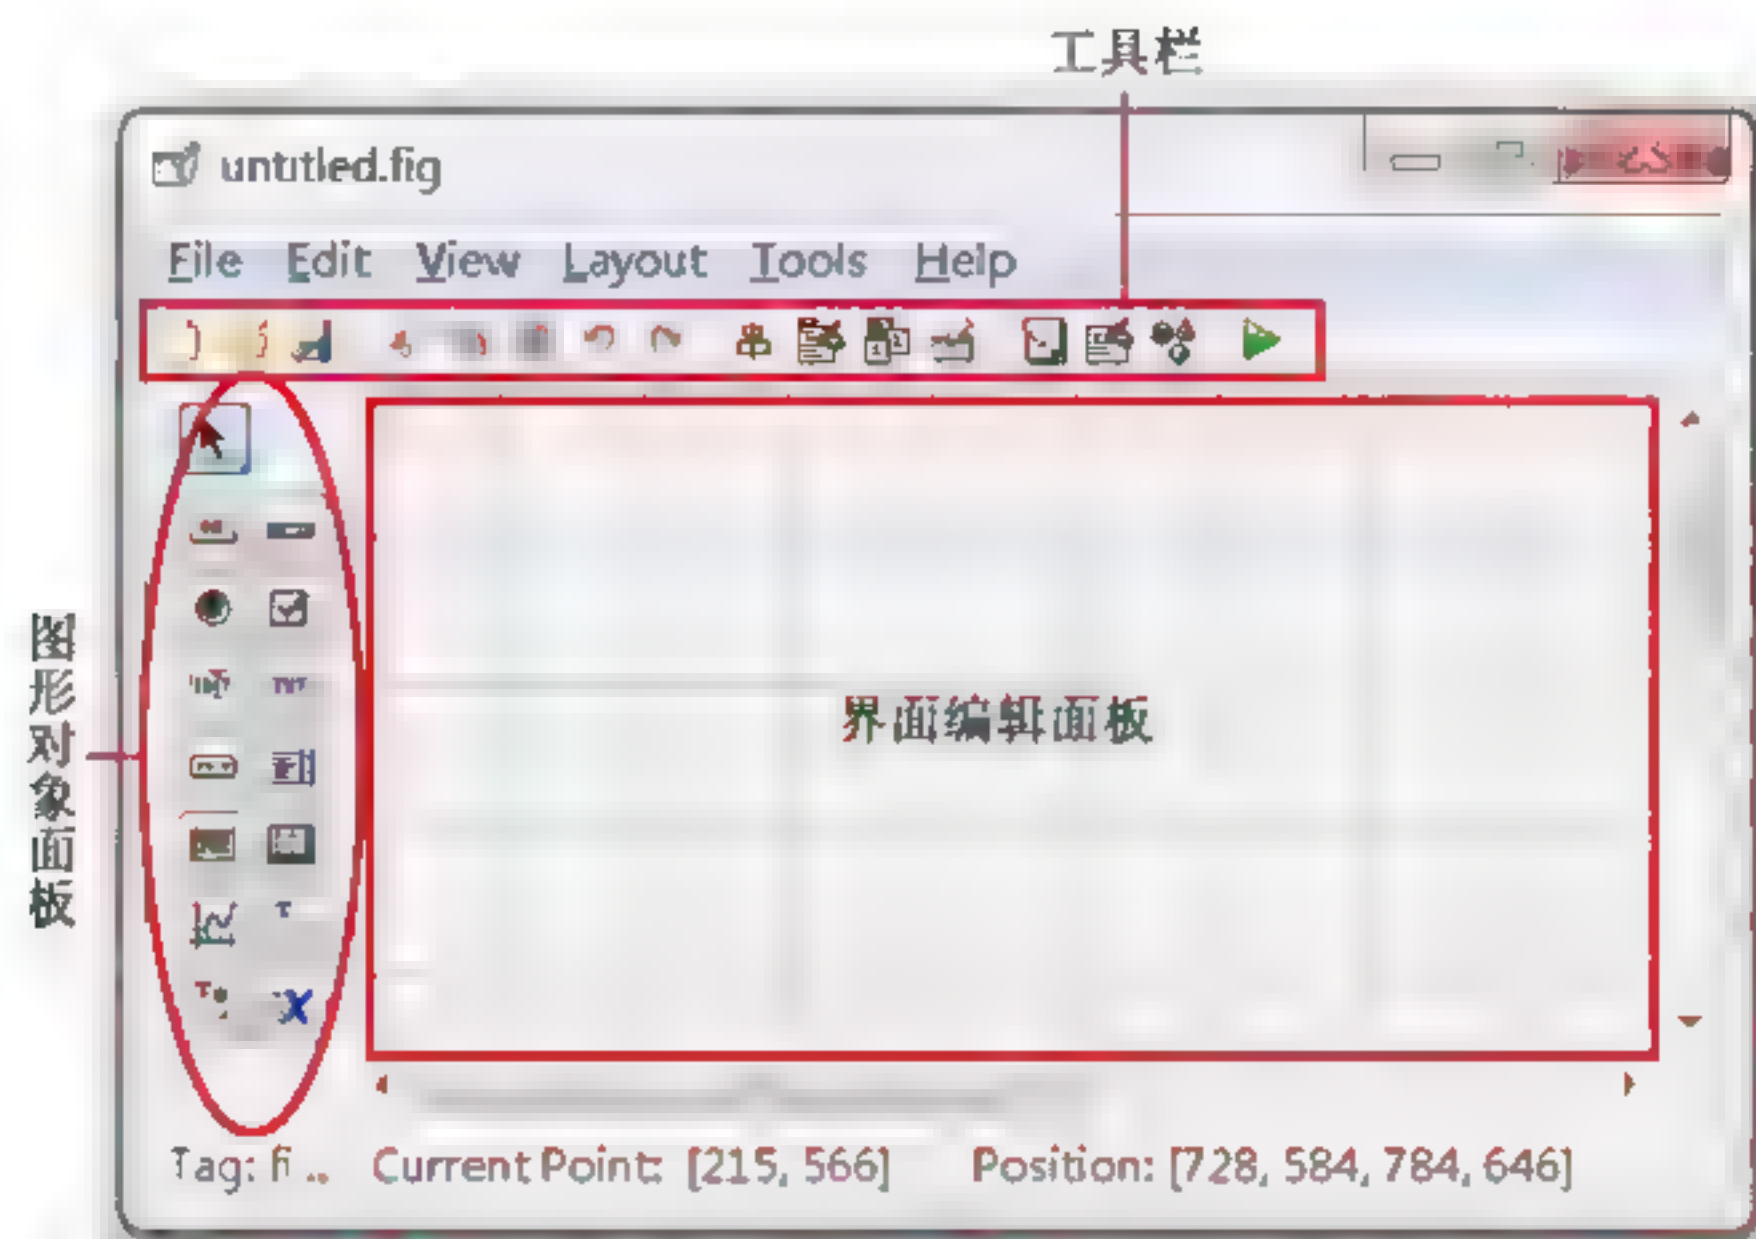 工具栏
untitled.fig
File Edit View Layout Tools Help
图形对象面板
界面编辑面板
Tag: fi... Current Point: [215, 566] Position: [728, 584, 784, 646]